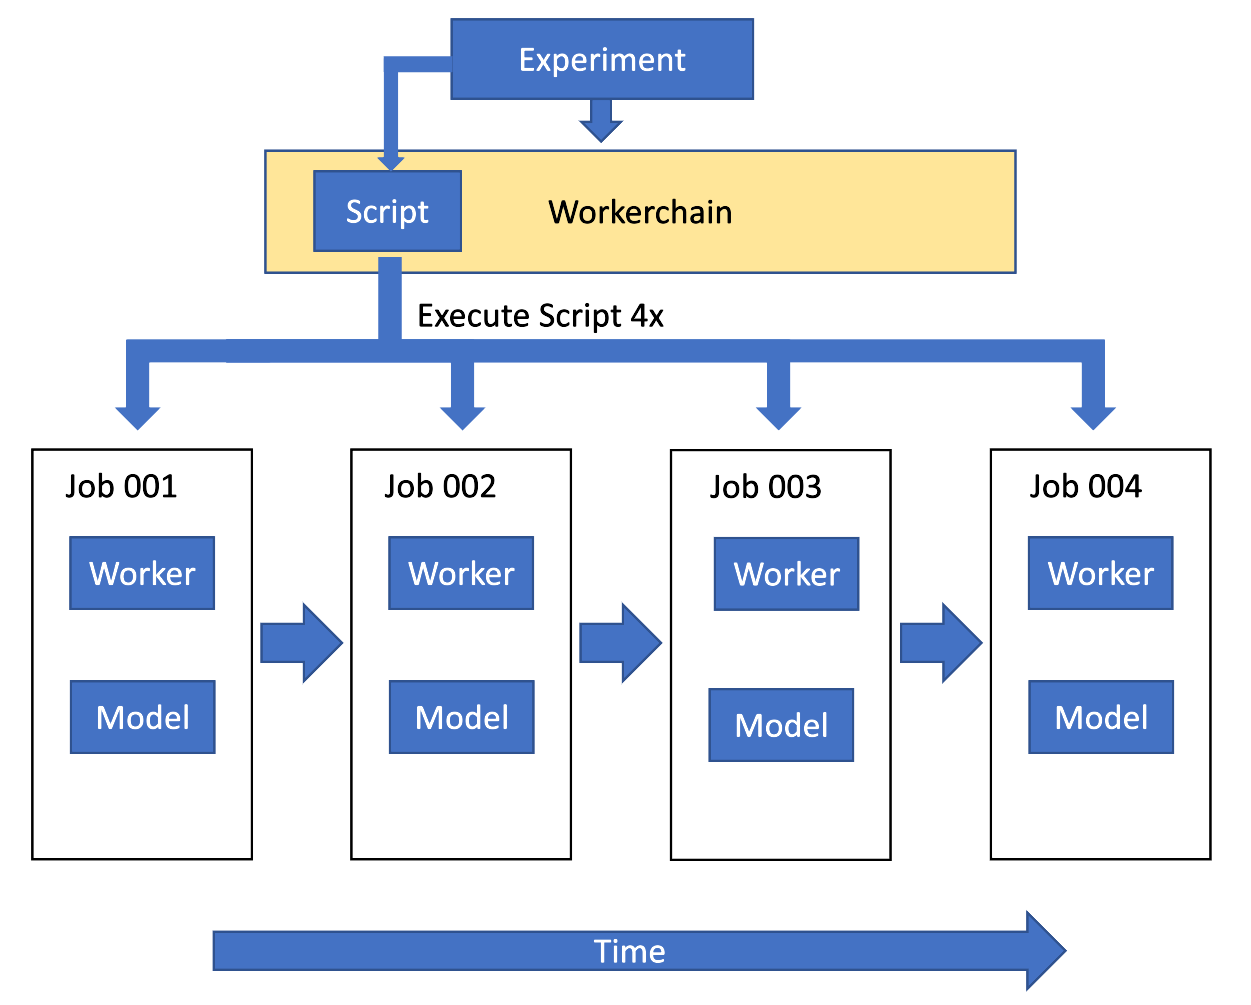 Experiment
Script
Workerchain
Execute Script 4x
Job 001
Job 002
Job 003
Job 004
Worker
Worker
Worker
Worker
Model
Model
Model
Model
Time